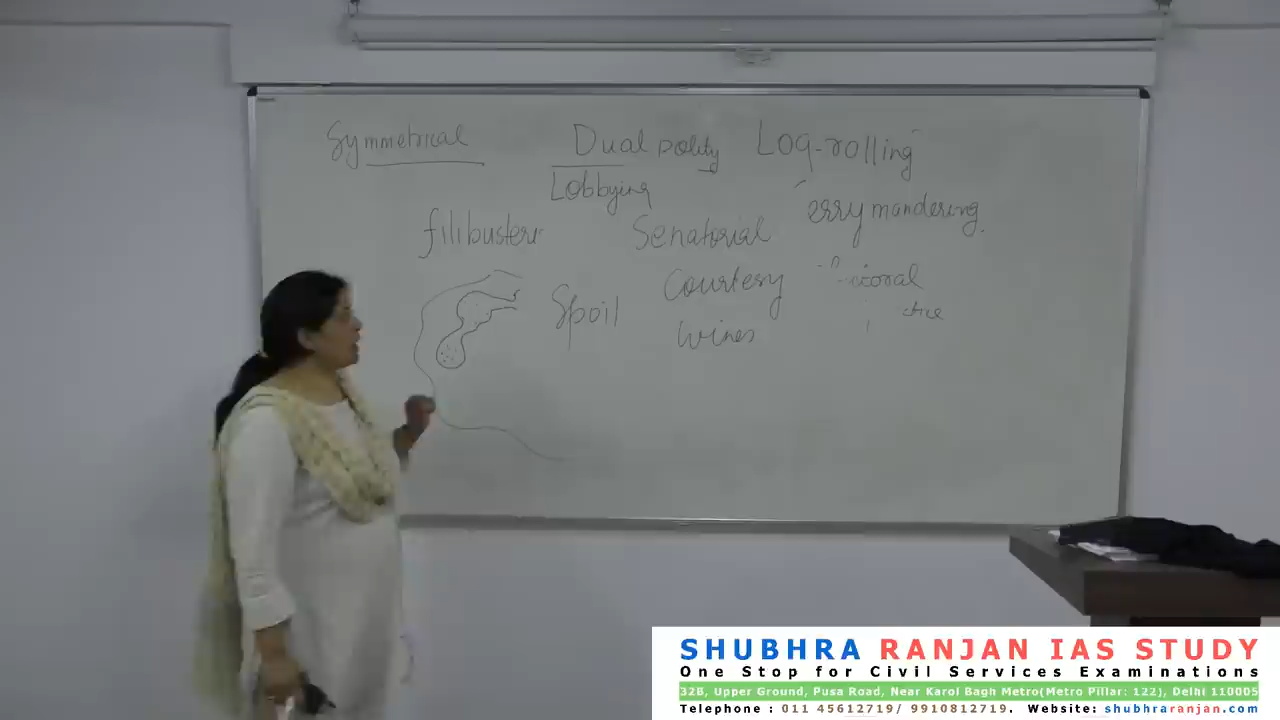 Symmetrical
Dual polity
Log-rolling
Lobbying
erry mandering
filibuster
Senatorial
Courtesy
Spoil
SHUBHRA RANJAN IAS STUDY
One Stop for Civil Services Examinations
32B, Upper Ground, Pusa Road, Near Karol Bagh Metro(Metro Pillar: 122), Delhi 110005
Telephone : 011 45612719/ 9910812719. Website: shubhraranjan.com